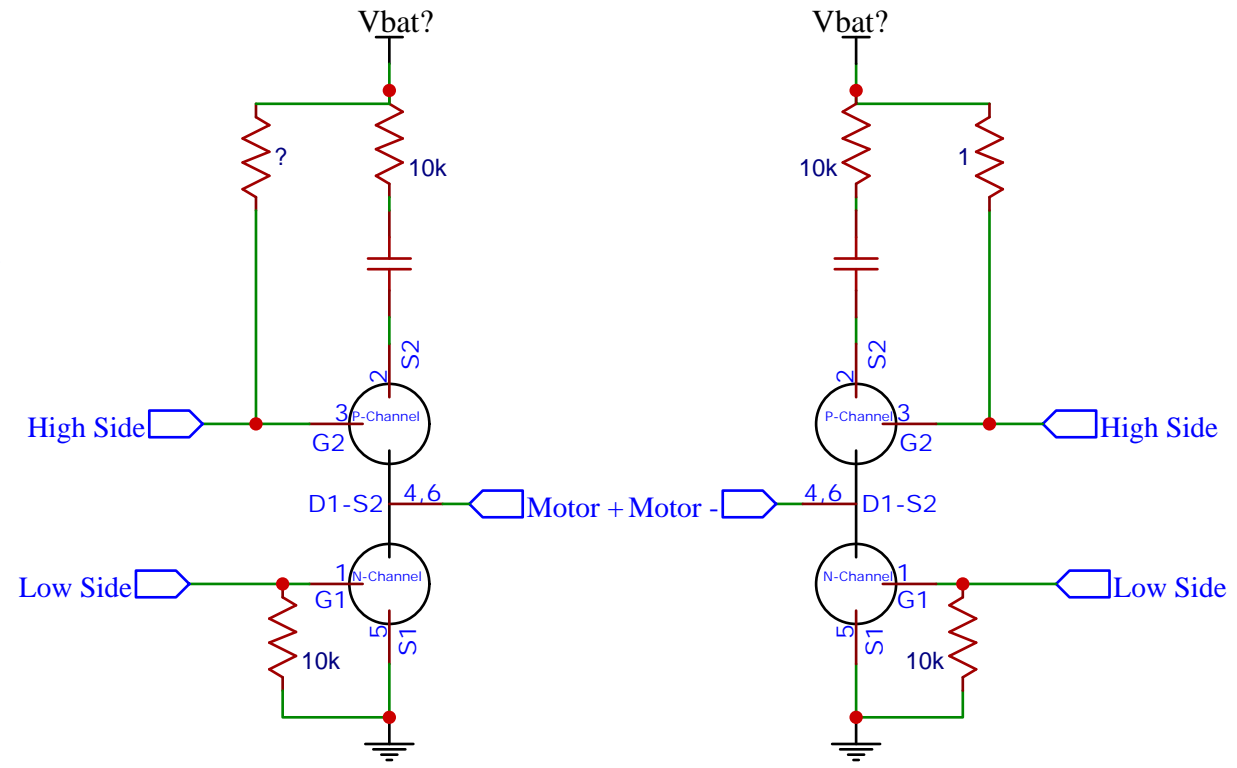 Vbat? Vbat?
? 10k 10k 1
S2 S2
2 2
High Side 3 P-Channel P-Channel 3 High Side
G2 G2
D1-S2 4,6 Motor + Motor - 4,6 D1-S2
Low Side 1 N-Channel N-Channel 1 Low Side
G1 G1
5 S1 5 S1
10k 10k